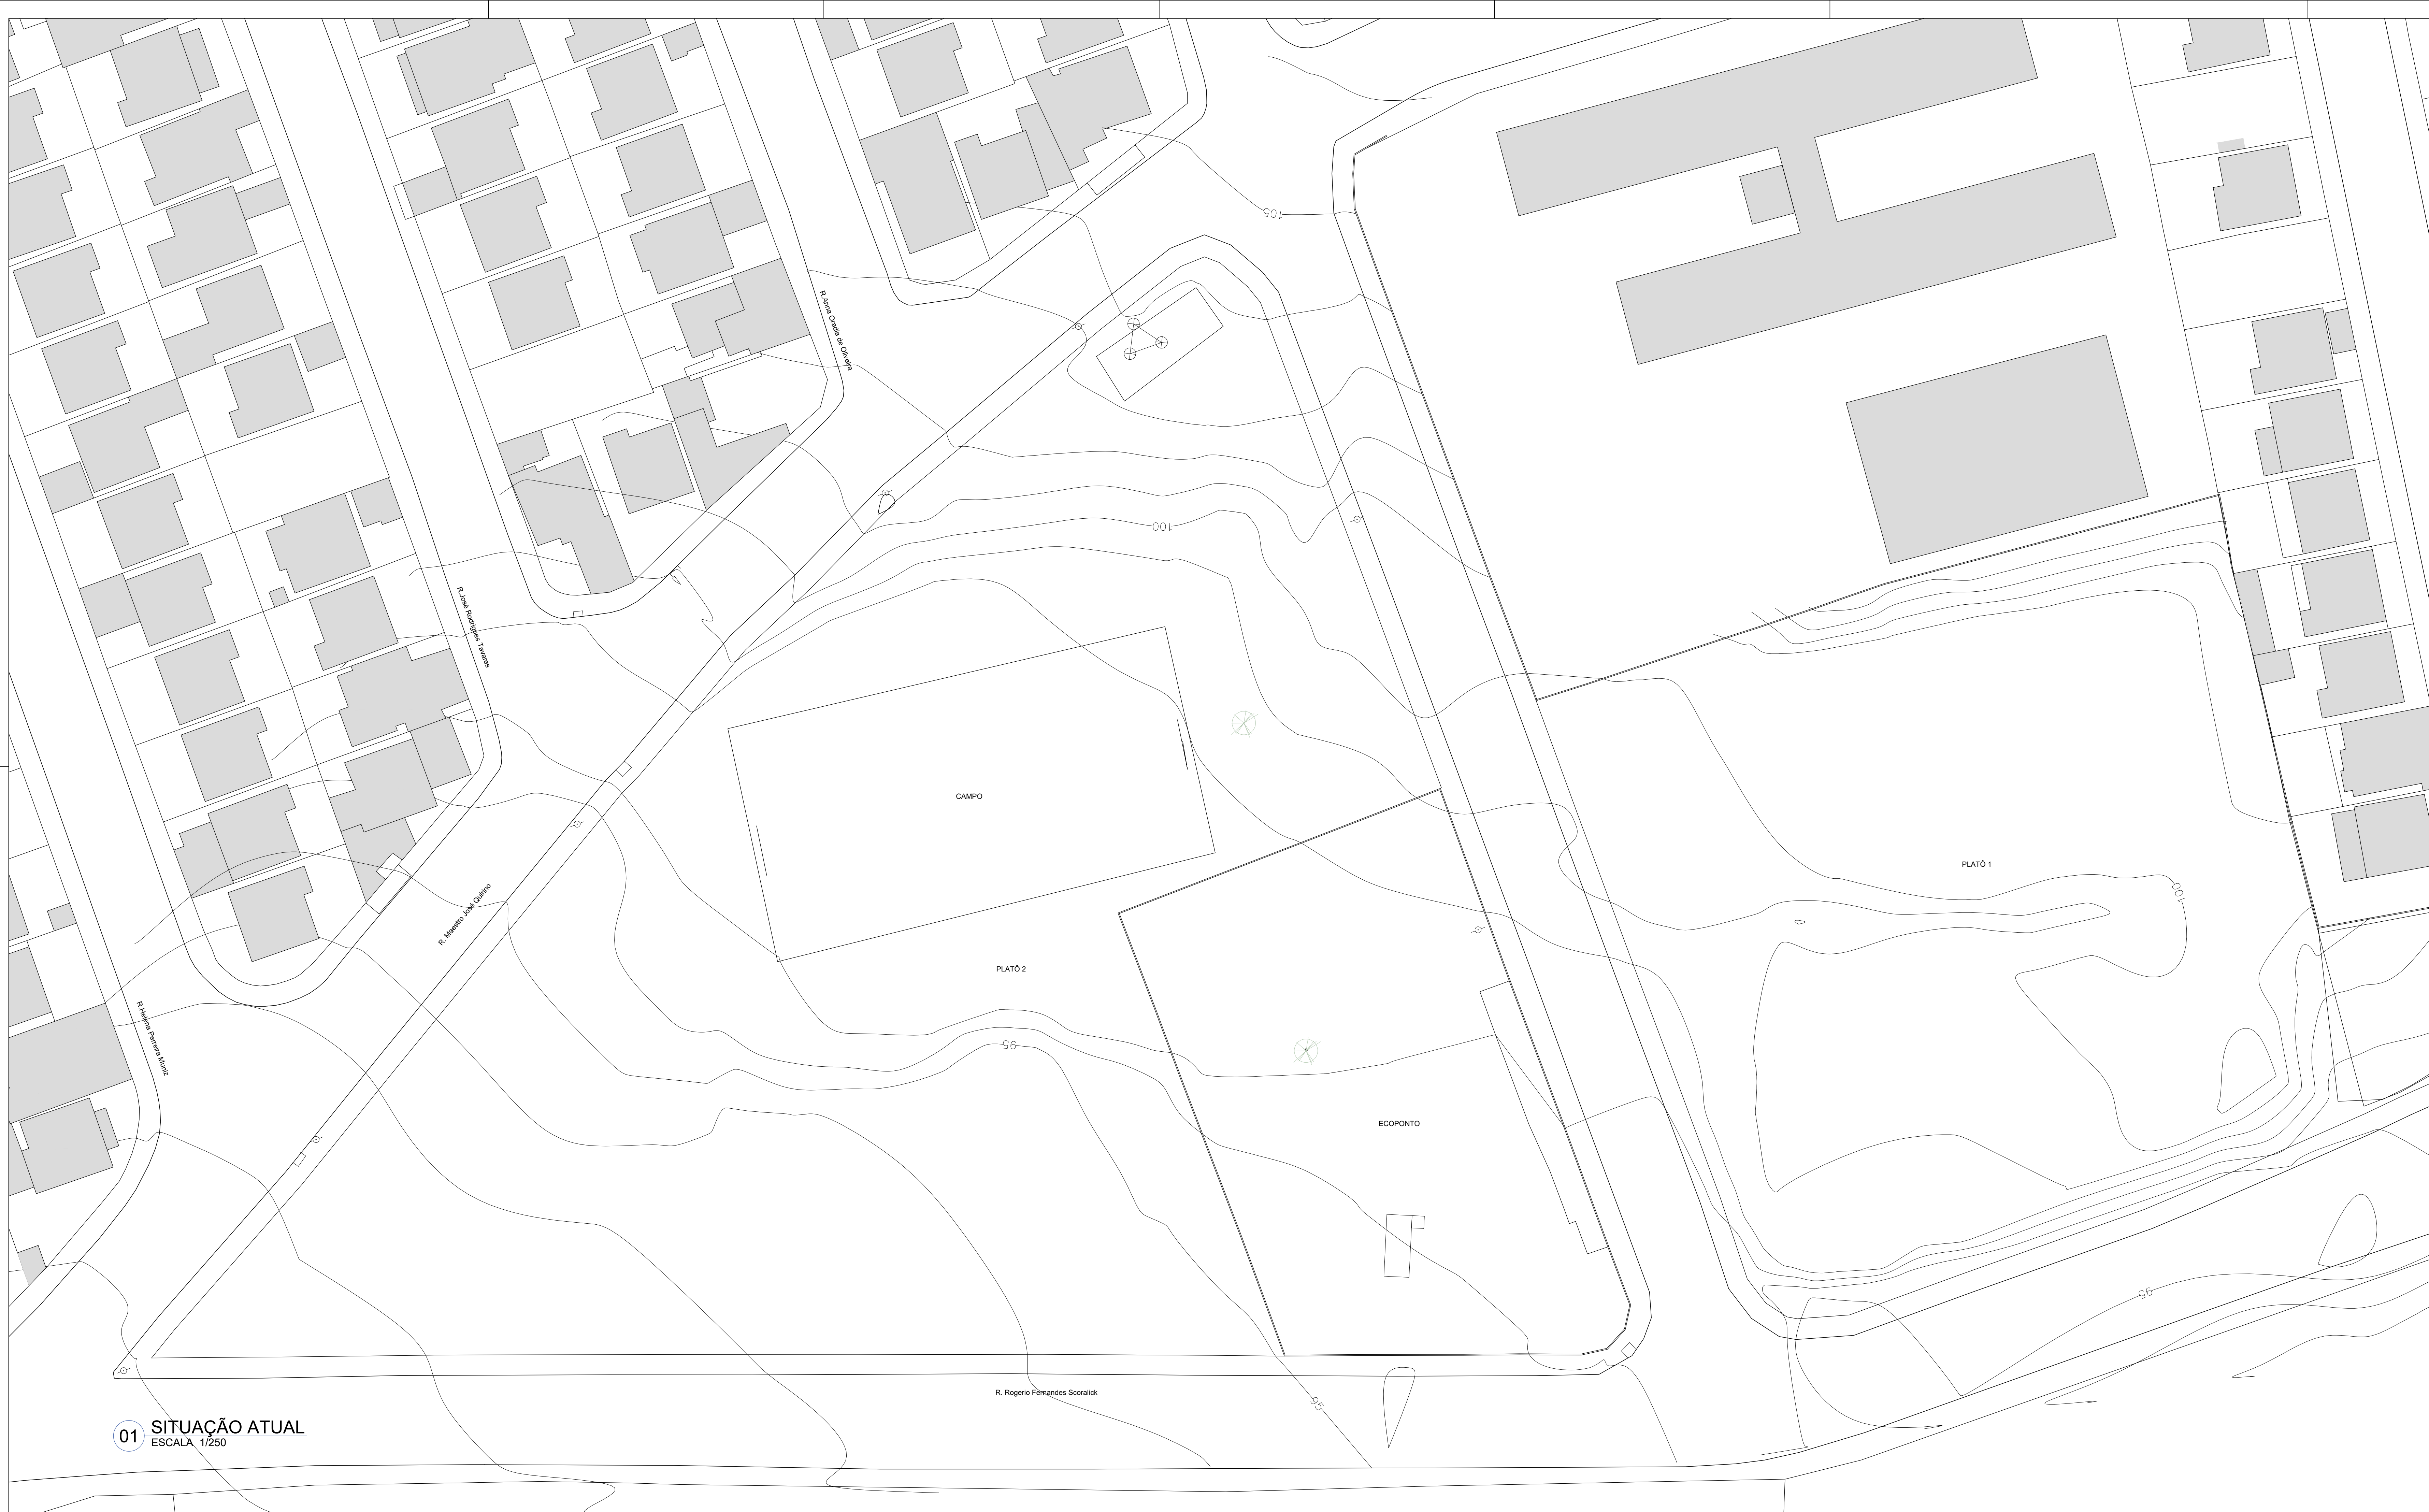 105
R.Anna Oradia de Oliveira
100
R.José Rodrigues Tavares
CAMPO
PLATÔ 1
100
R. Maestro José Quirino
PLATÔ 2
R.Helena Perreira Muniz
95
ECOPONTO
95
R. Rogerio Fernandes Scoralick
95
01 SITUAÇÃO ATUAL
ESCALA 1/250